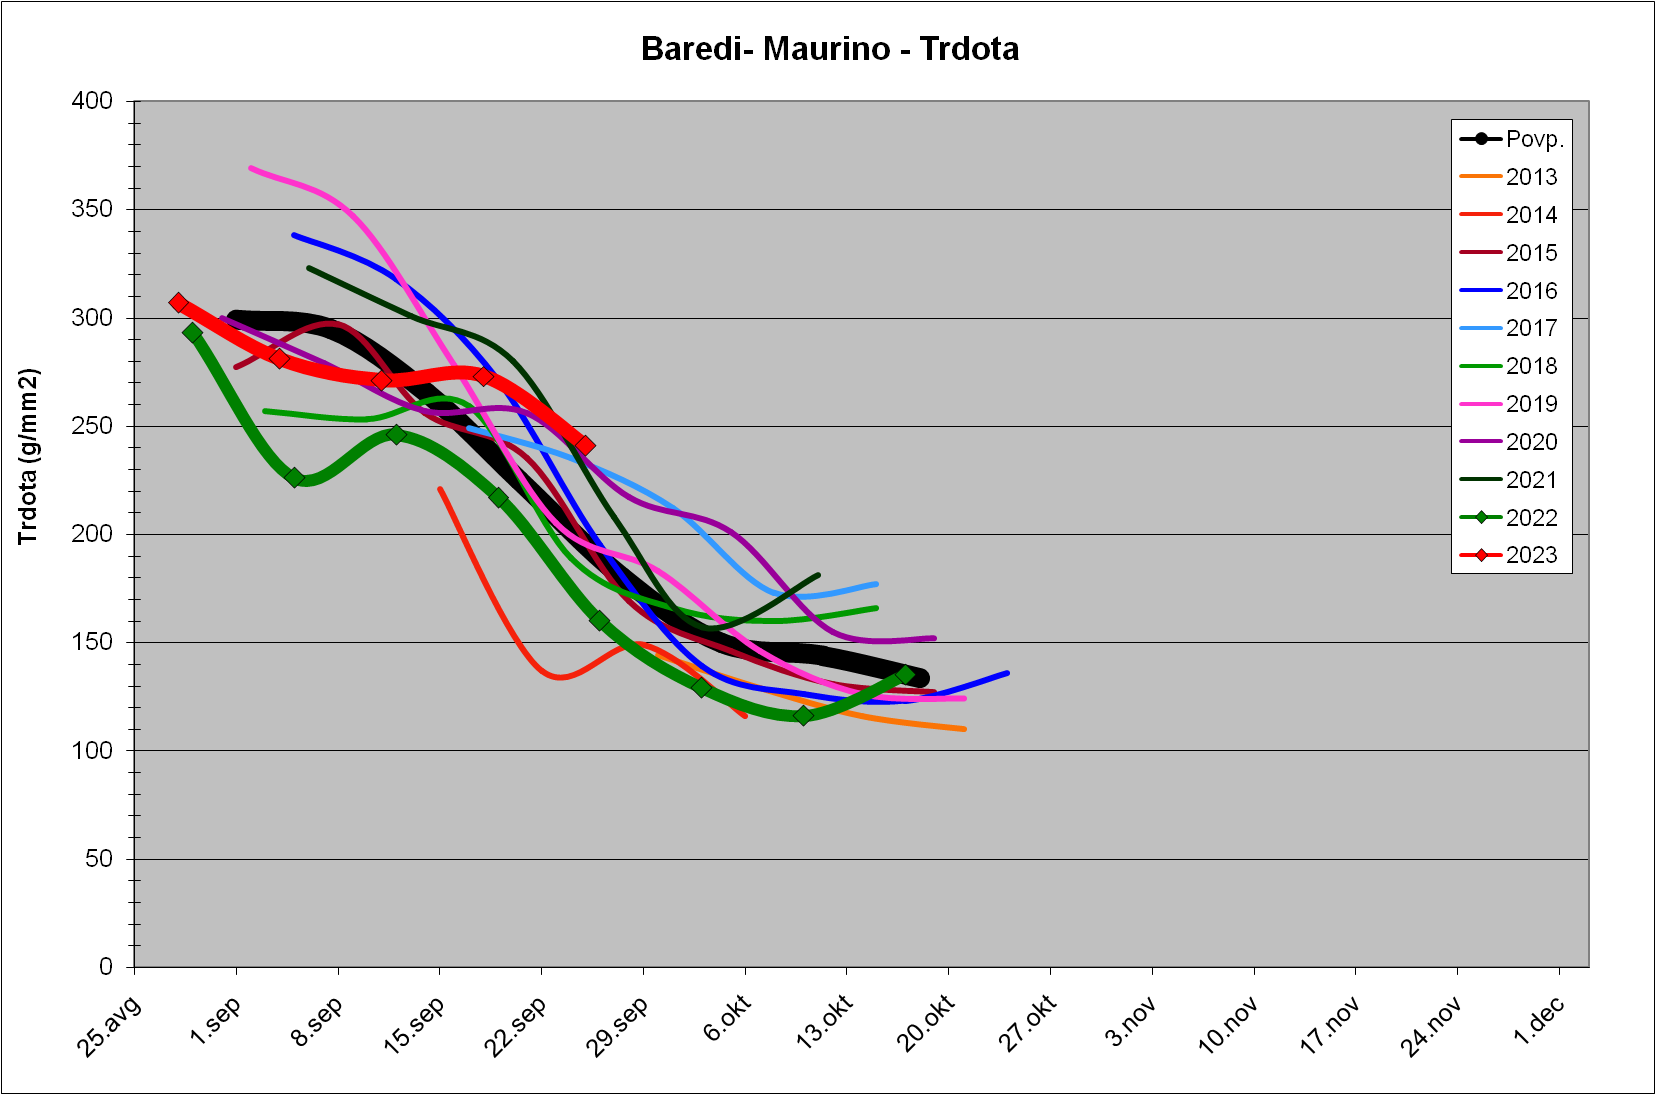 Baredi- Maurino - Trdota
Trdota (g/mm2)
400
350
300
250
200
150
100
50
0
25.avg
1.sep
8.sep
15.sep
22.sep
29.sep
6.okt
13.okt
20.okt
27.okt
3.nov
10.nov
17.nov
24.nov
1.dec
Povp.
2013
2014
2015
2016
2017
2018
2019
2020
2021
2022
2023